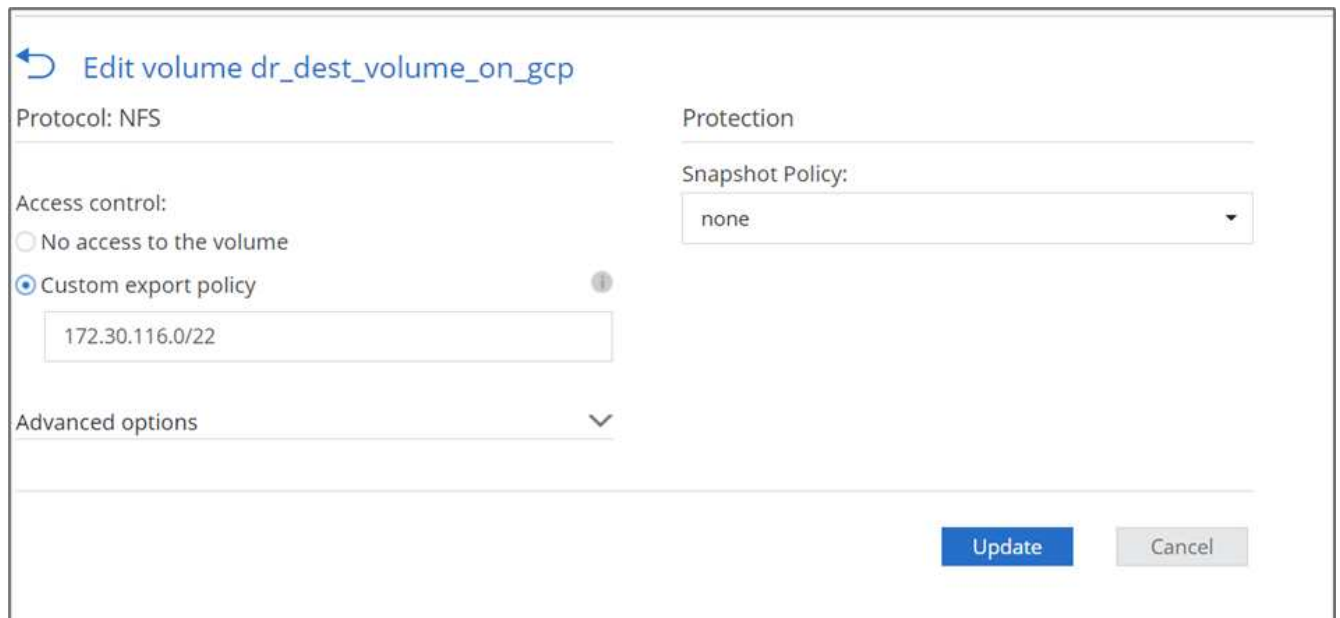 Edit volume dr_dest_volume_on_gcp
Protocol: NFS
Access control:
No access to the volume
Custom export policy
172.30.116.0/22
Advanced options
Protection
Snapshot Policy:
none
Update
Cancel